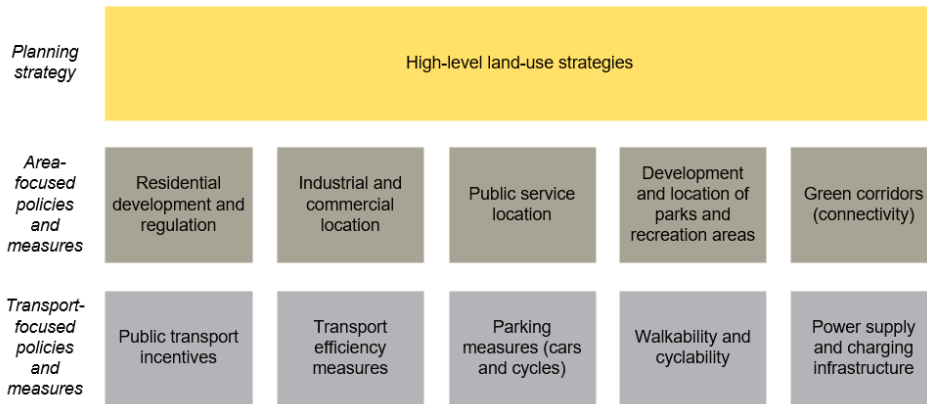 Planning
strategy
High-level land-use strategies
Area-
focused
policies
and
measures
Residential
development and
regulation
Industrial and
commercial
location
Public service
location
Development
and location of
parks and
recreation areas
Green corridors
(connectivity)
Transport-
focused
policies
and
measures
Public transport
incentives
Transport
efficiency
measures
Parking
measures (cars
and cycles)
Walkability and
cyclability
Power supply
and charging
infrastructure